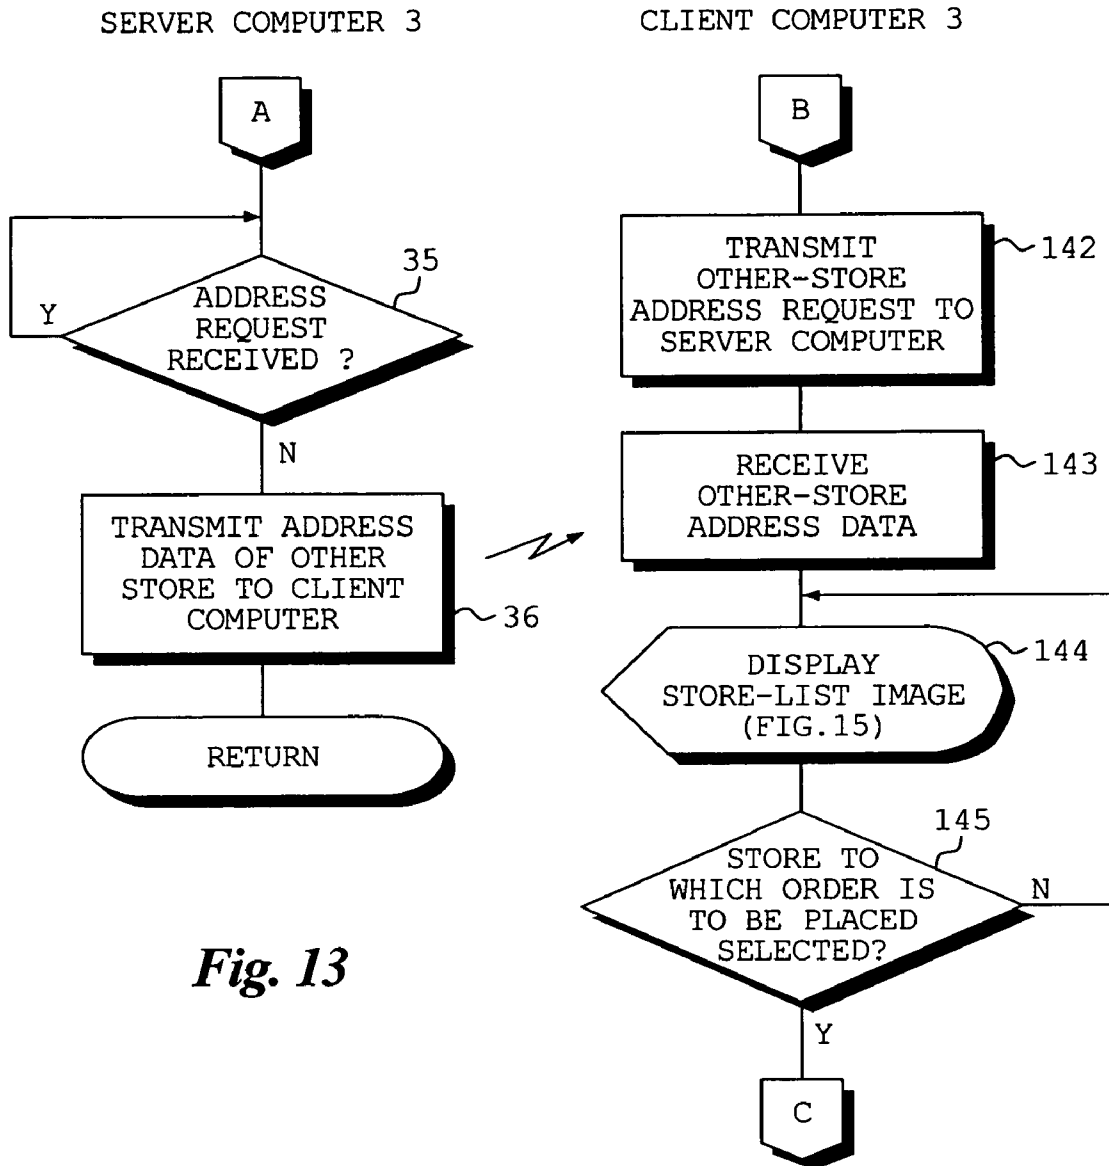 SERVER COMPUTER 3
A
35
ADDRESS
REQUEST
RECEIVED ?
Y
N
TRANSMIT ADDRESS
DATA OF OTHER
STORE TO CLIENT
COMPUTER
36
RETURN
CLIENT COMPUTER 3
B
TRANSMIT
OTHER-STORE
ADDRESS REQUEST TO
SERVER COMPUTER
142
RECEIVE
OTHER-STORE
ADDRESS DATA
143
DISPLAY
STORE-LIST IMAGE
(FIG.15)
144
145
STORE TO
WHICH ORDER IS
TO BE PLACED
SELECTED?
N
Y
C
Fig. 13